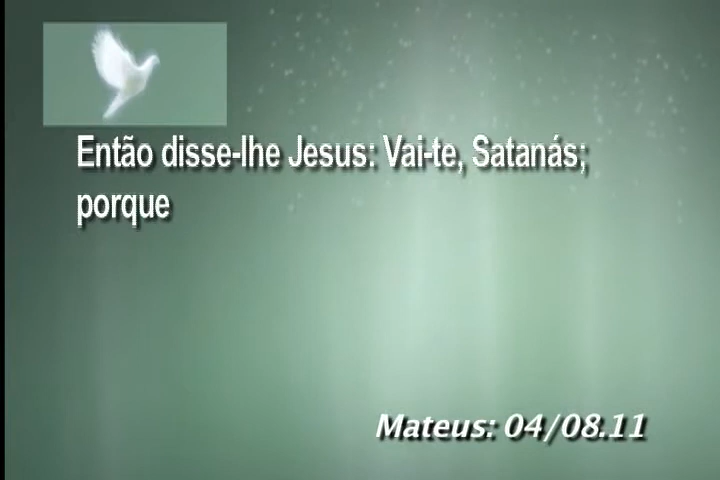 Então disse-lhe Jesus: Vai-te, Satanás;
porque
Mateus: 04/08.11